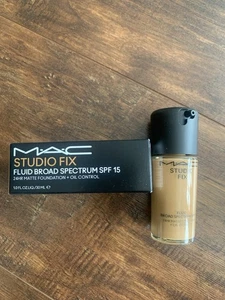 MAC
STUDIO FIX
FLUID BROAD SPECTRUM SPF 15
24HR MATTE FOUNDATION + OIL CONTROL
MAC
STUDIO
FIX